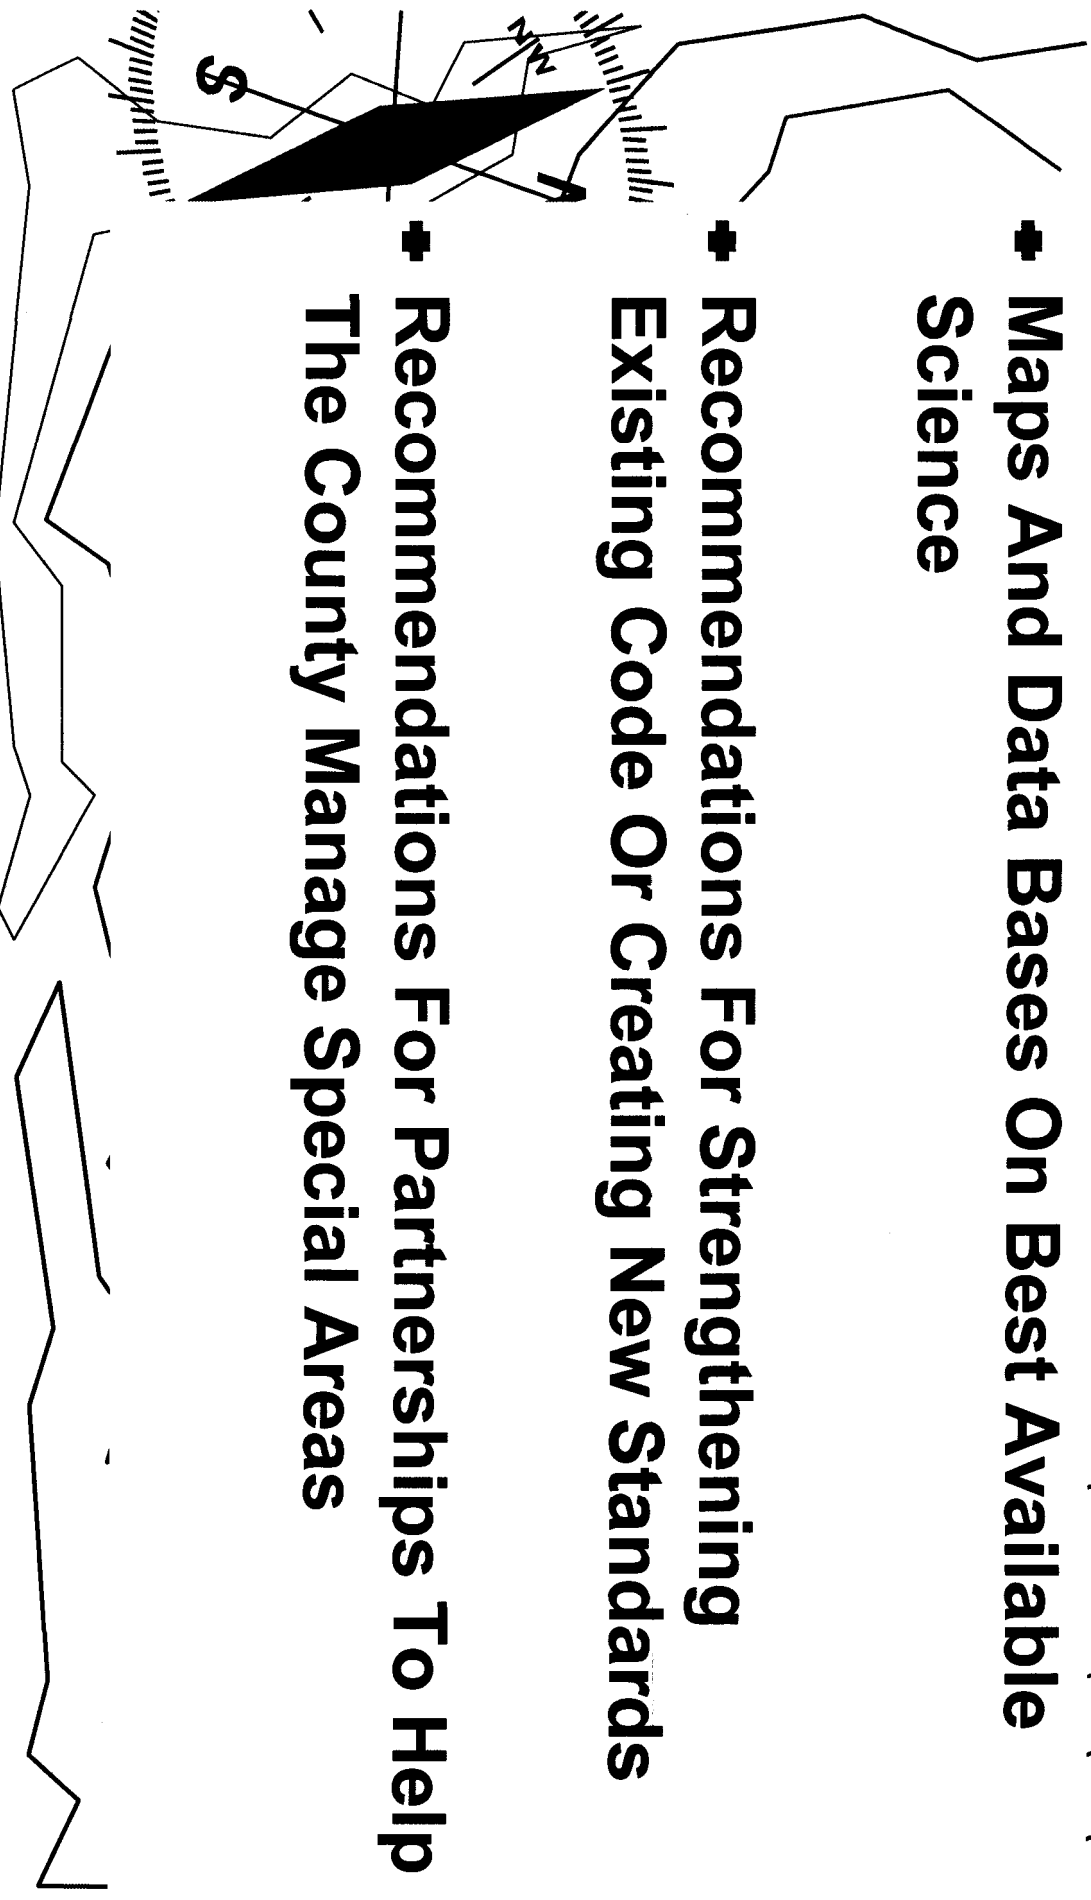 Maps And Data Bases On Best Available
Science
Recommendations For Strengthening
Existing Code Or Creating New Standards
Recommendations For Partnerships To Help
The County Manage Special Areas
S
NW